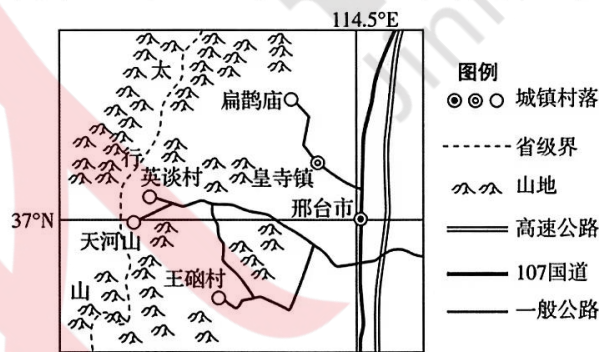 114.5°E
太
扁鹊庙
行
英谈村
皇寺镇
邢台市
37°N
天河山
王硇村
山
图例
城镇村落
省级界
山地
高速公路
107国道
一般公路